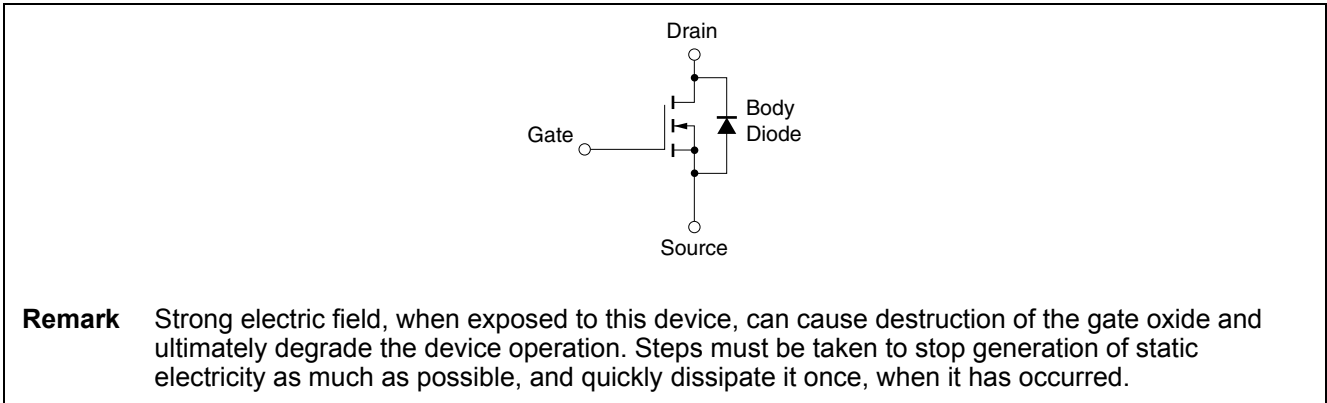 Drain
Body
Diode
Gate
Source
Remark Strong electric field, when exposed to this device, can cause destruction of the gate oxide and
ultimately degrade the device operation. Steps must be taken to stop generation of static
electricity as much as possible, and quickly dissipate it once, when it has occurred.